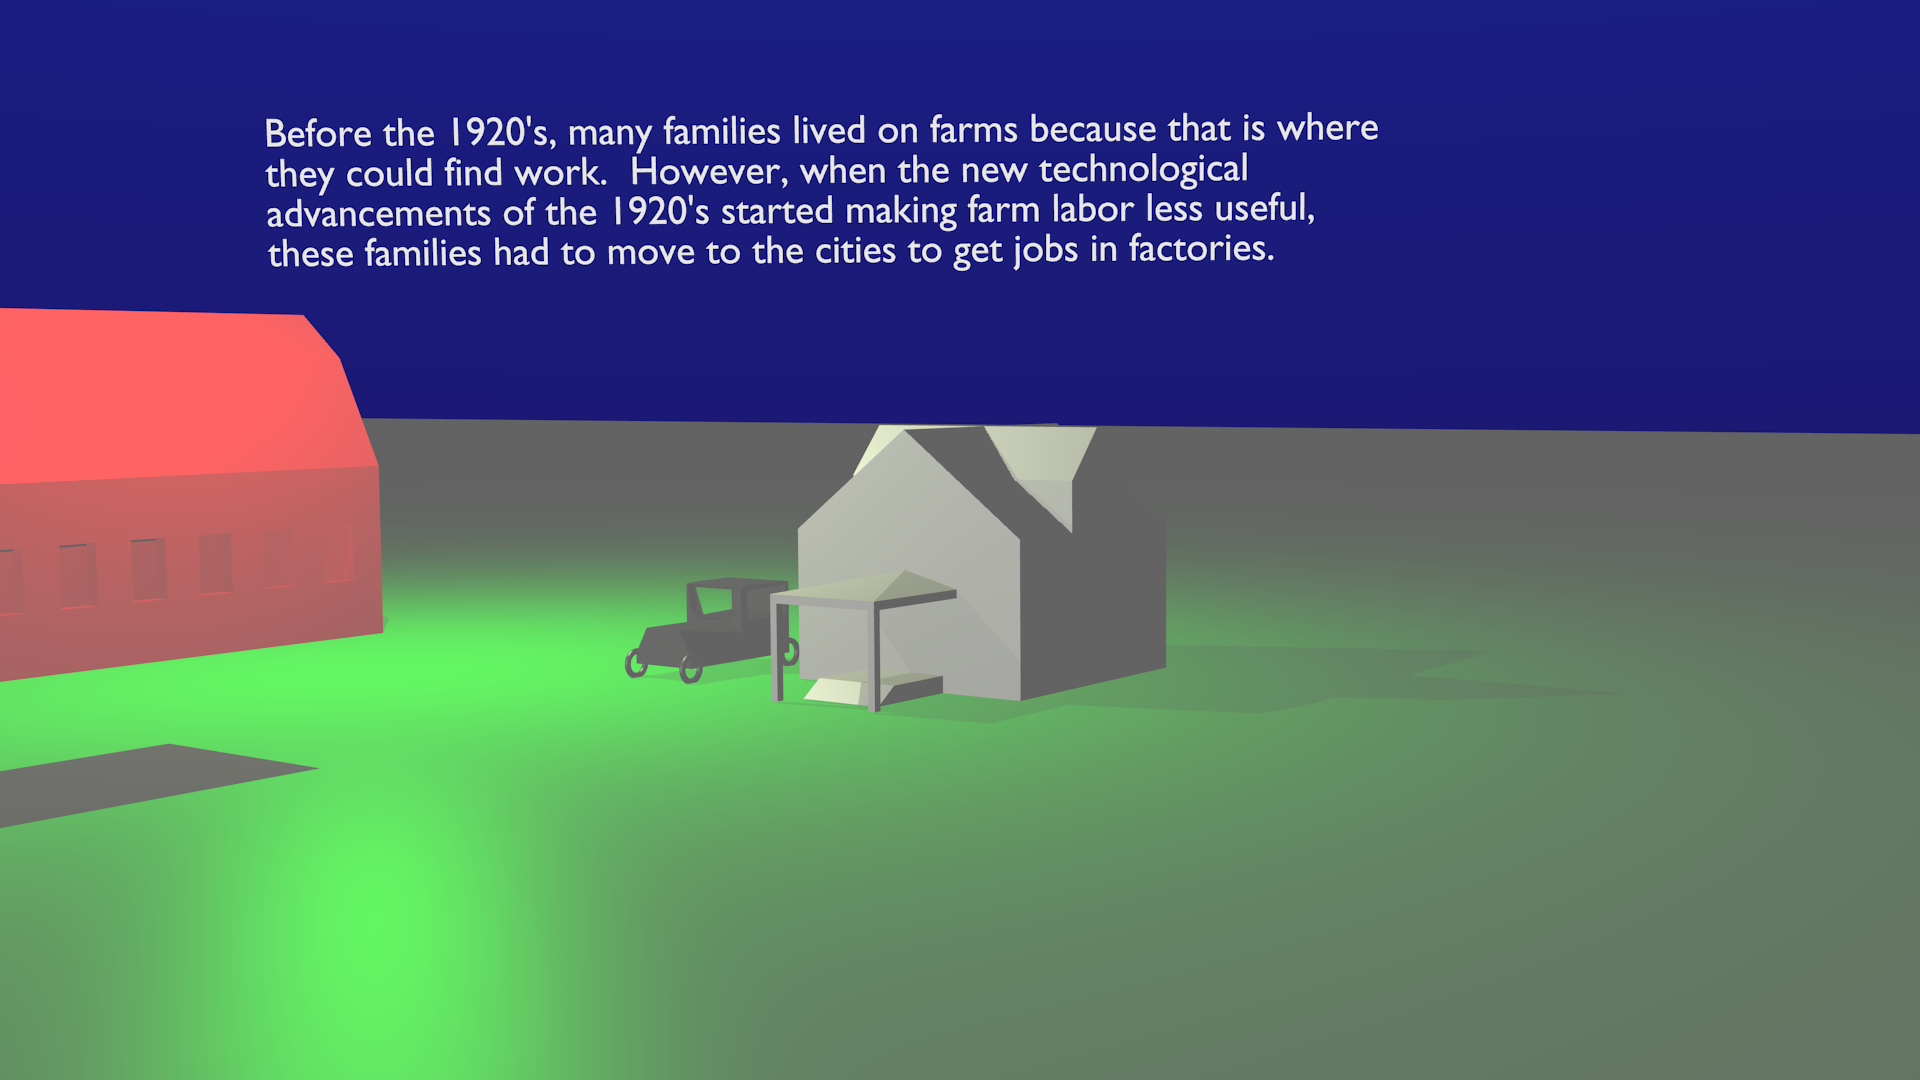 Before the 1920's, many families lived on farms because that is where
they could find work.  However, when the new technological
advancements of the 1920's started making farm labor less useful,
these families had to move to the cities to get jobs in factories.